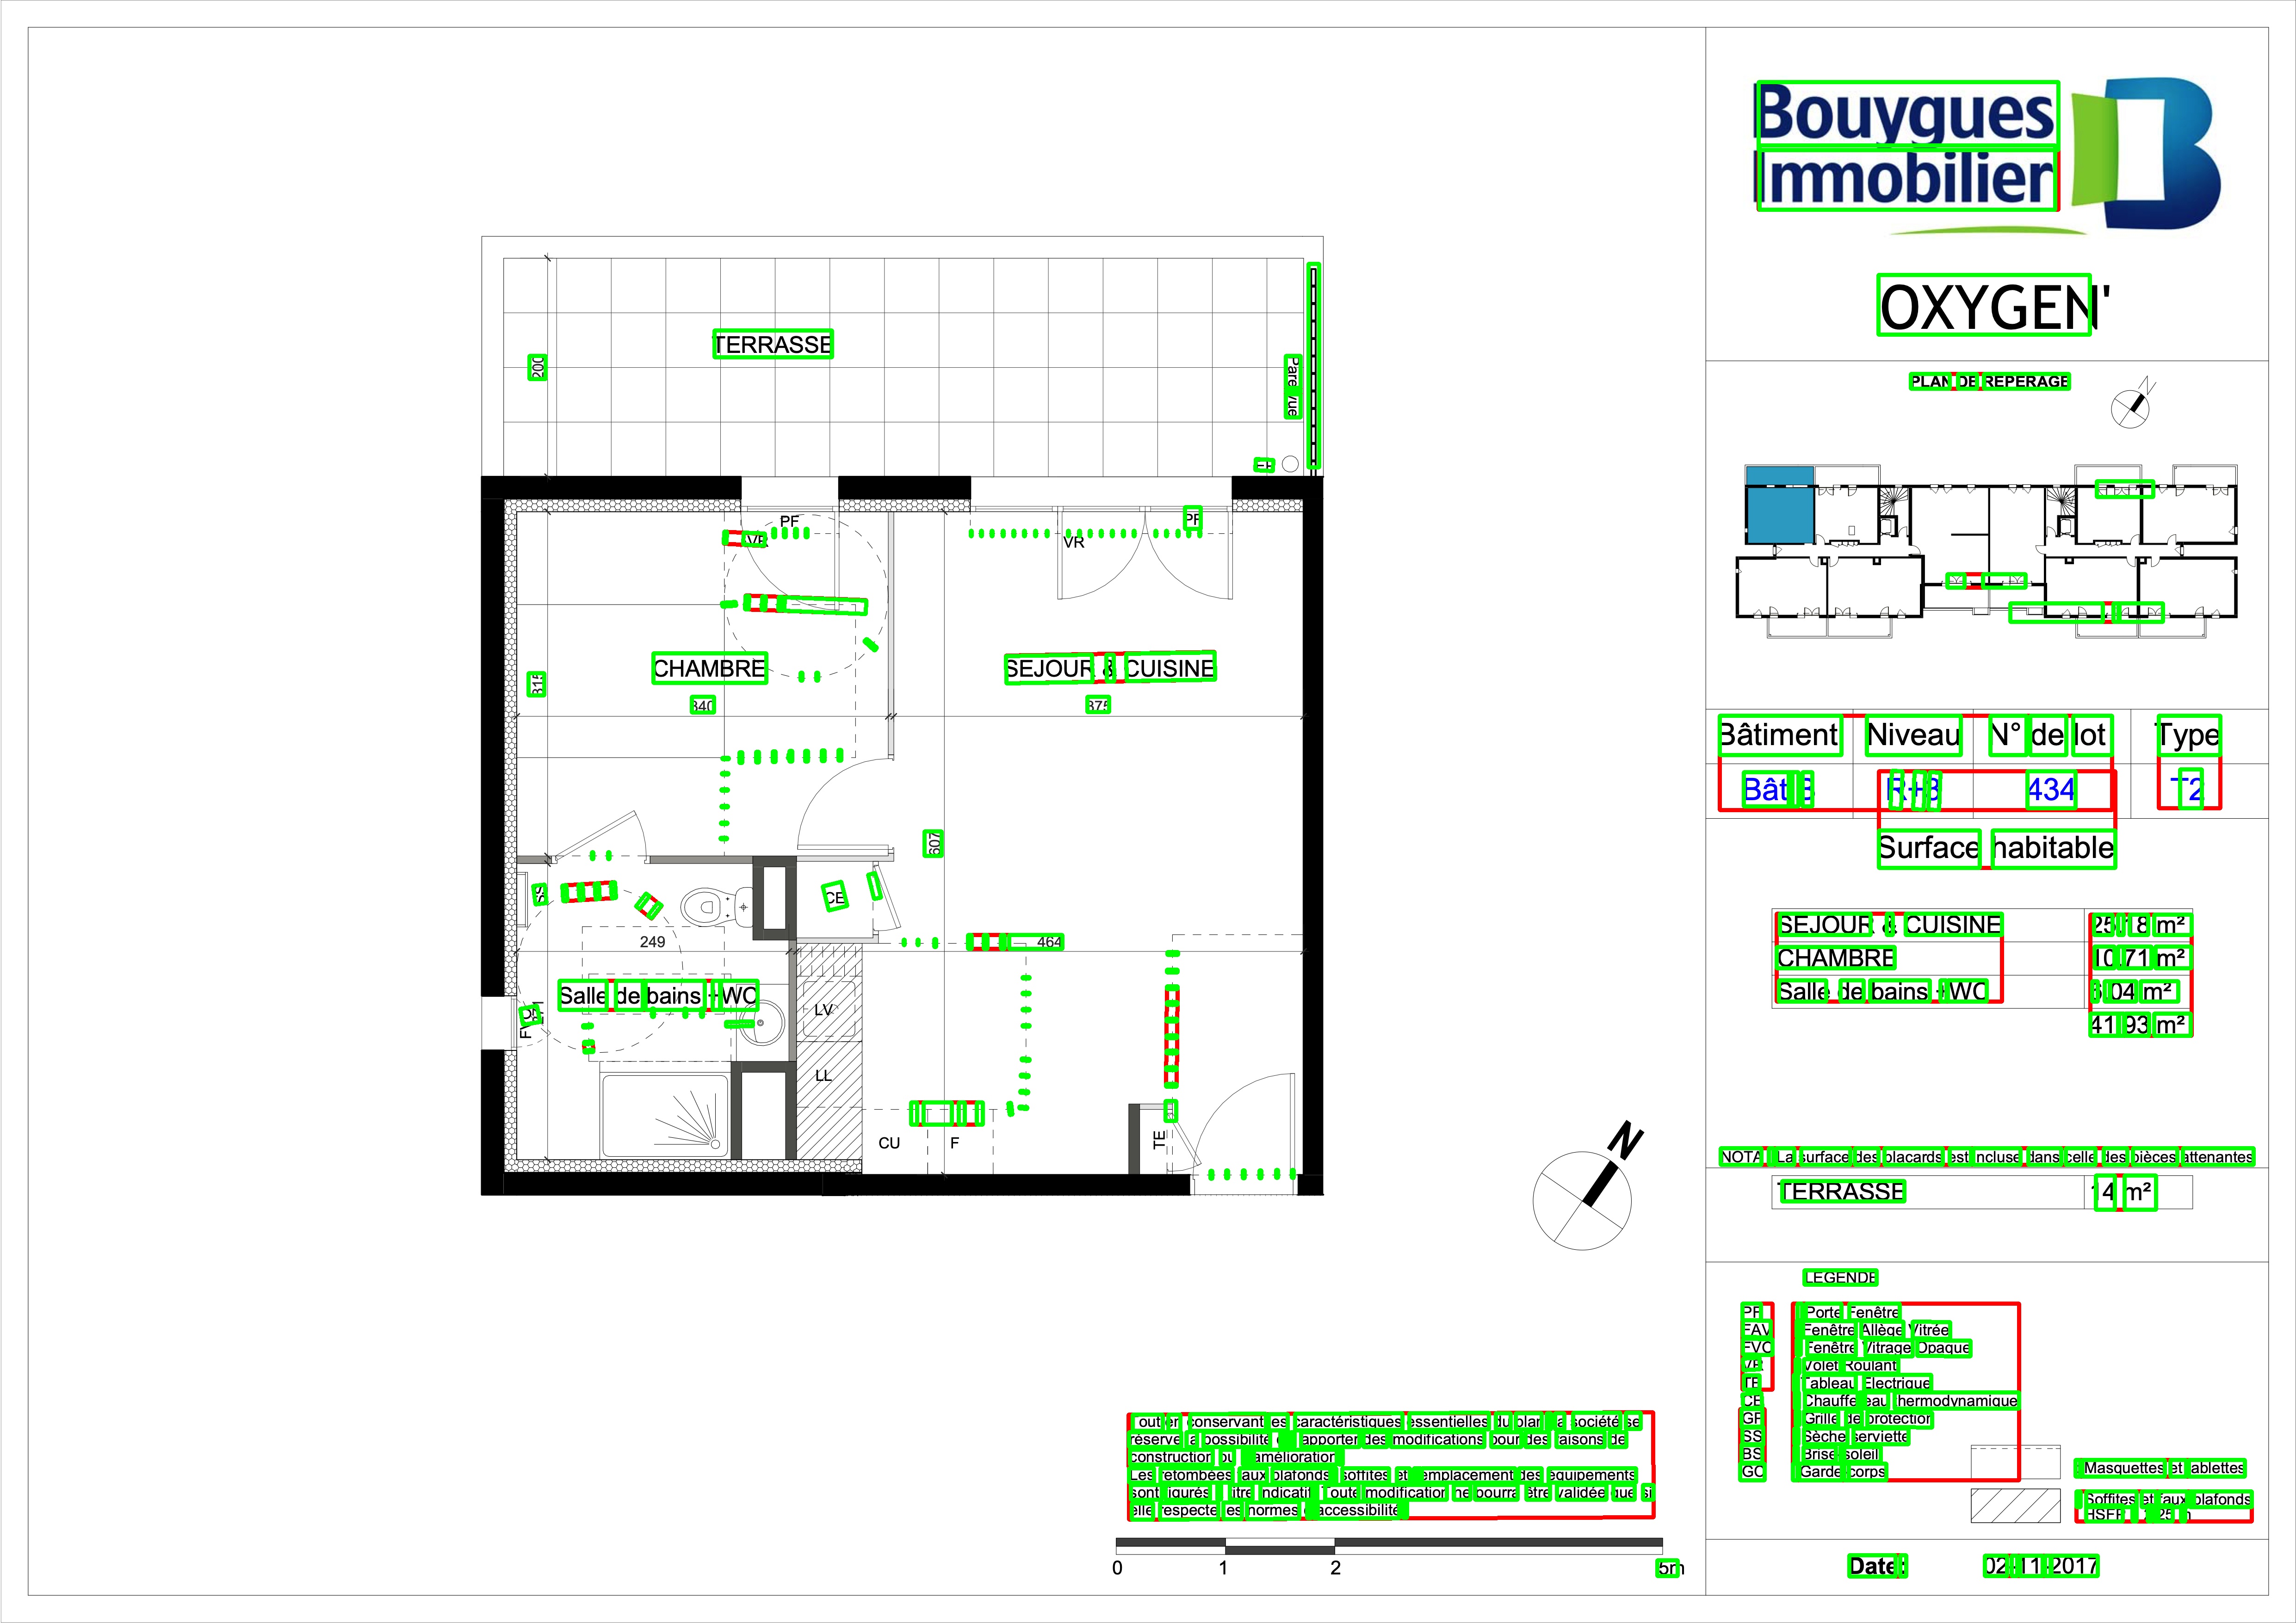 Bouygues
Immobilier
OXYGEN'
PLAN DE REPERAGE
N
TERRASSE
200
Pare vue
EP
PF
VR
PF
VR
CHAMBRE
SEJOUR & CUISINE
315
340
375
607
SS
CE
249
464
Salle de bains +WC
FVO
LV
LL
CU
F
TE
N
Bâtiment Niveau N° de lot Type
Bât B R+3 434 T2
Surface habitable
SEJOUR & CUISINE 25.18 m²
CHAMBRE 10.71 m²
Salle de bains +WC 6.04 m²
41.93 m²
NOTA : La surface des placards est incluse dans celle des pièces attenantes
TERRASSE 14 m²
LEGENDE
PF : Porte Fenêtre
FAV : Fenêtre Allège Vitrée
FVO : Fenêtre Vitrage Opaque
VR : Volet Roulant
TE : Tableau Electrique
CE : Chauffe eau thermodynamique
GP : Grille de protection
SS : Sèche serviette
BS : Brise soleil
GC : Garde corps
: Masquettes et tablettes
: Soffites et faux plafonds
Tout en conservant les caractéristiques essentielles du plan, la société se
réserve la possibilité d'apporter des modifications pour des raisons de
construction ou d'amélioration.
Les retombées, faux plafonds, soffites et l'emplacement des équipements
sont figurés à titre indicatif. Toute modification ne pourra être validée que si
elle respecte les normes d'accessibilité.
0 1 2 5m
Date: 02-11-2017